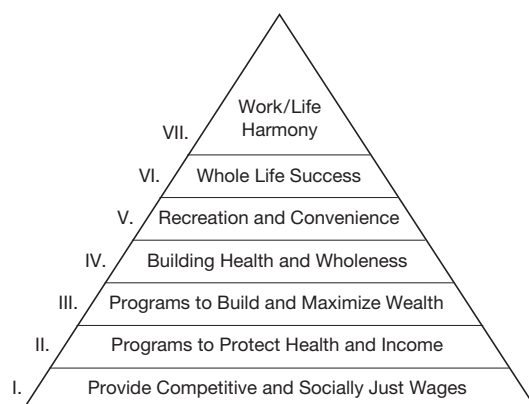 VII. Work/Life
Harmony
VI. Whole Life Success
V. Recreation and Convenience
IV. Building Health and Wholeness
III. Programs to Build and Maximize Wealth
II. Programs to Protect Health and Income
I. Provide Competitive and Socially Just Wages